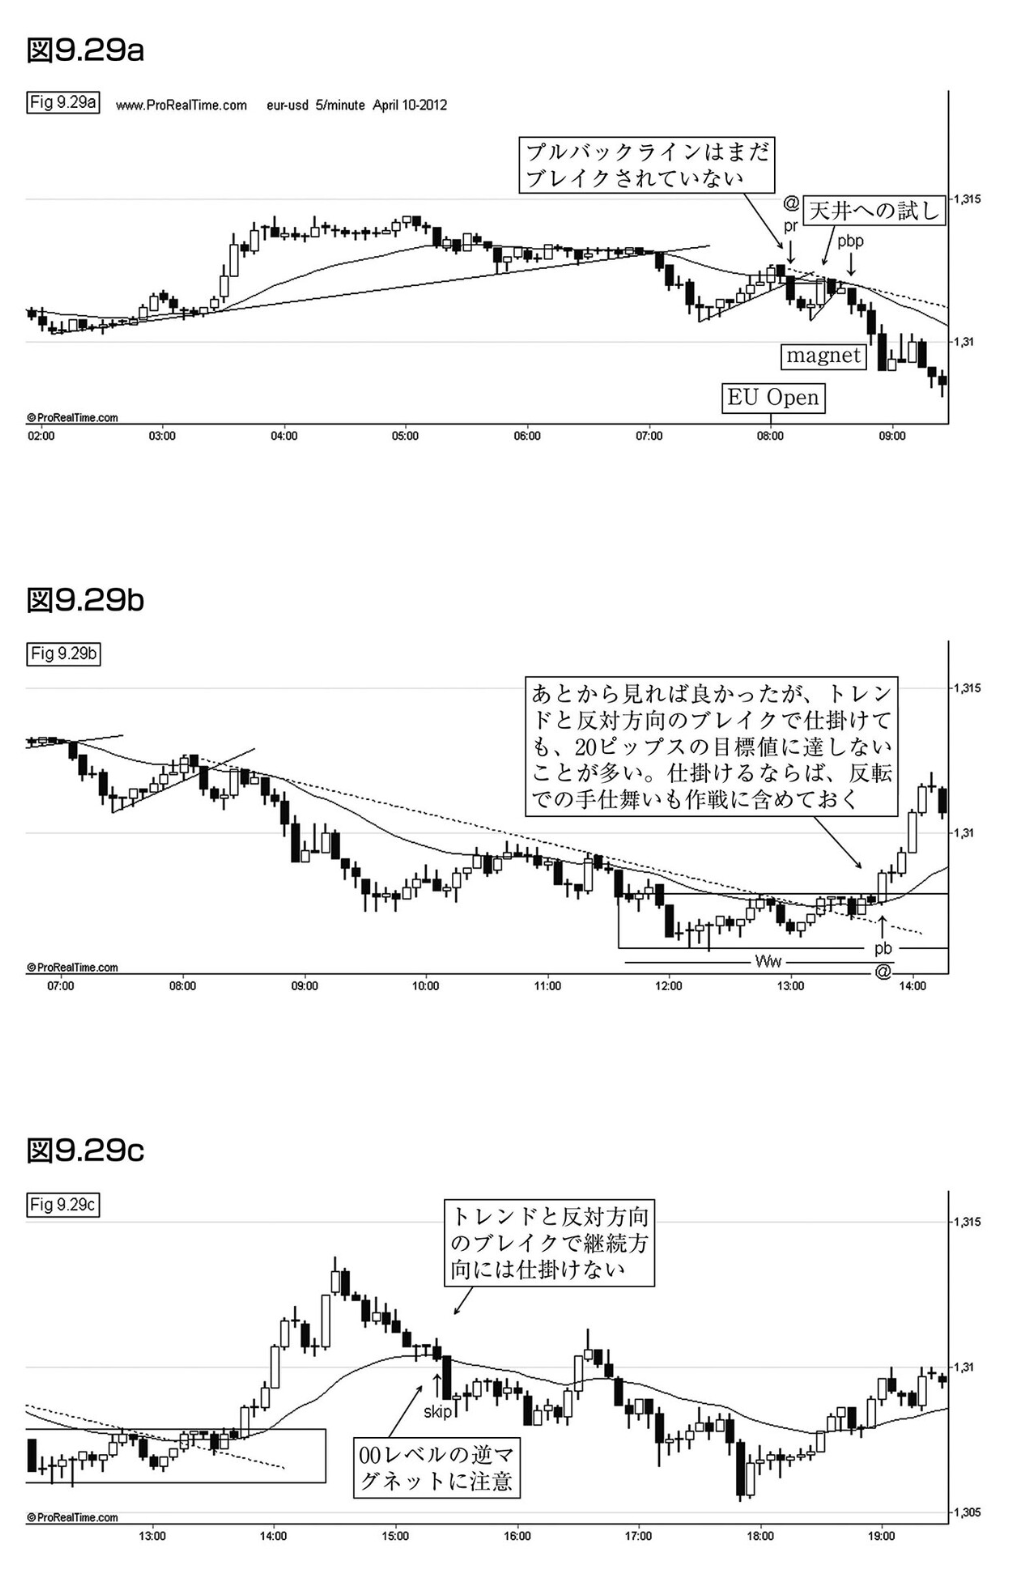 図9.29a
Fig 9.29a www.ProRealTime.com eur-usd 5/minute April 10-2012
プルバックラインはまだ
ブレイクされていない
@
pr
天井への試し
pbp
1,315
1,31
magnet
EU Open
©ProRealTime.com
02:00 03:00 04:00 05:00 06:00 07:00 08:00 09:00
図9.29b
Fig 9.29b
あとから見れば良かったが、トレン
ドと反対方向のブレイクで仕掛けて
も、20ピップスの目標値に達しない
ことが多い。仕掛けるならば、反転
での手仕舞いも作戦に含めておく
1,315
1,31
pb
Ww
@
©ProRealTime.com
07:00 08:00 09:00 10:00 11:00 12:00 13:00 14:00
図9.29c
Fig 9.29c
トレンドと反対方向
のブレイクで継続方
向には仕掛けない
1,315
1,31
skip
00レベルの逆マ
グネットに注意
1,305
©ProRealTime.com
13:00 14:00 15:00 16:00 17:00 18:00 19:00